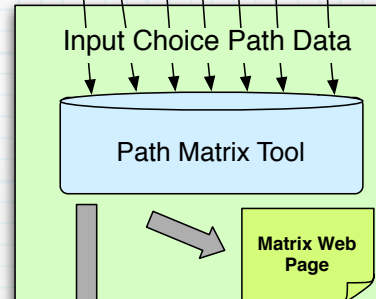 Input Choice Path Data
Path Matrix Tool
Matrix Web
Page